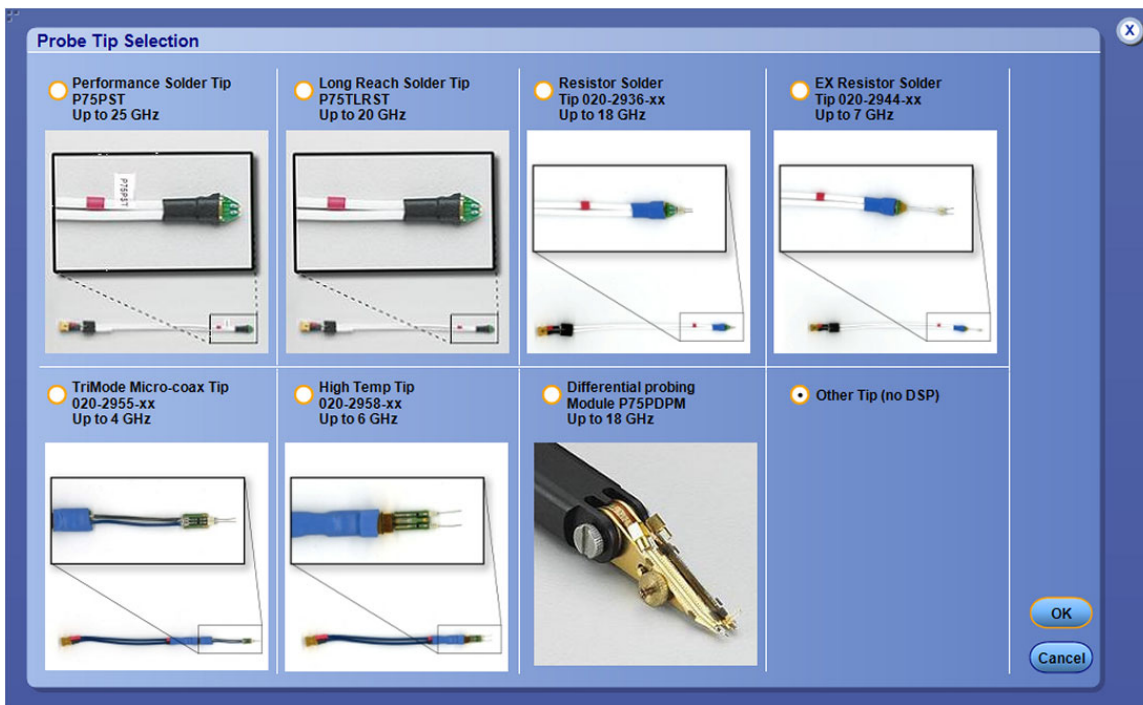 Probe Tip Selection
X
Performance Solder Tip
P75PST
Up to 25 GHz
Long Reach Solder Tip
P75TLRST
Up to 20 GHz
Resistor Solder
Tip 020-2936-xx
Up to 18 GHz
EX Resistor Solder
Tip 020-2944-xx
Up to 7 GHz
P75PST
TriMode Micro-coax Tip
020-2955-xx
Up to 4 GHz
High Temp Tip
020-2958-xx
Up to 6 GHz
Differential probing
Module P75PDPM
Up to 18 GHz
Other Tip (no DSP)
OK
Cancel